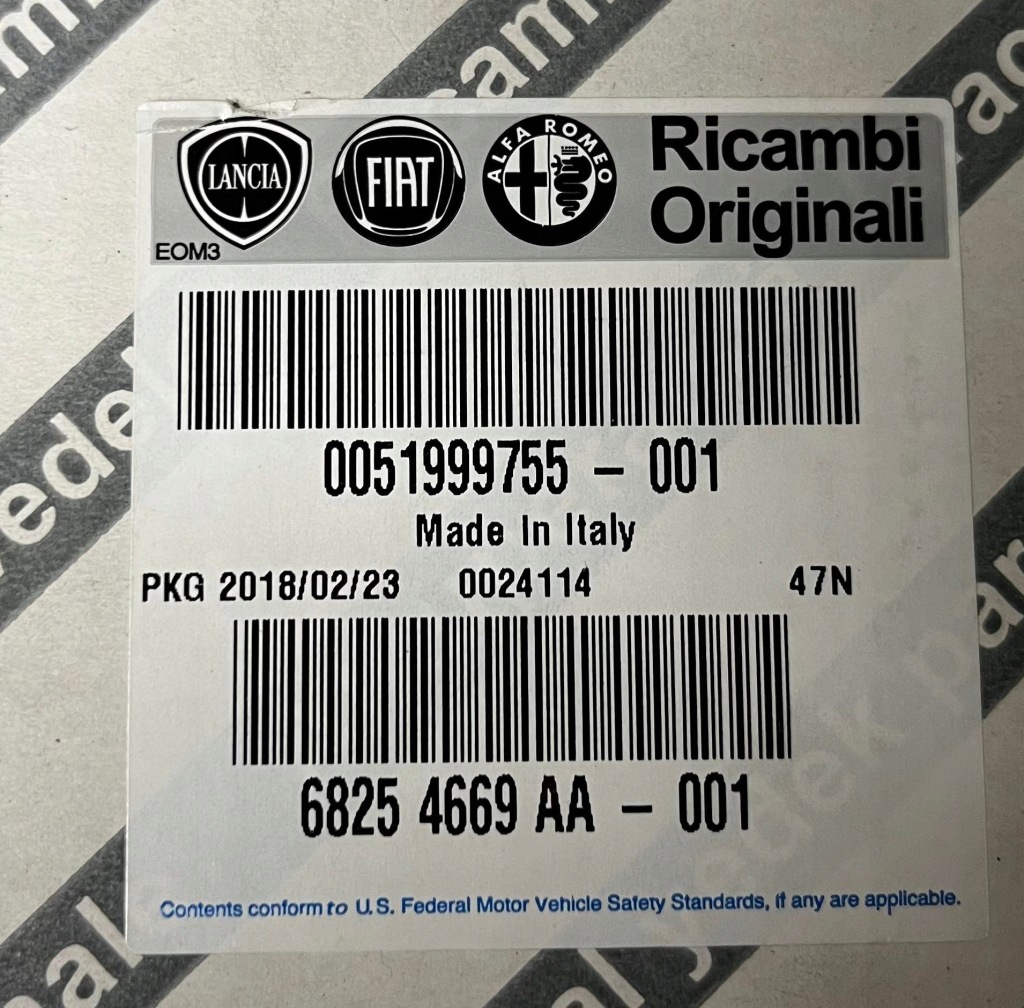 LANCIA
FIAT
ALFA ROMEO
Ricambi
Originali
EOM3
0051999755 – 001
Made In Italy
PKG 2018/02/23 0024114 47N
6825 4669 AA – 001
Contents conform to U.S. Federal Motor Vehicle Safety Standards, if any are applicable.